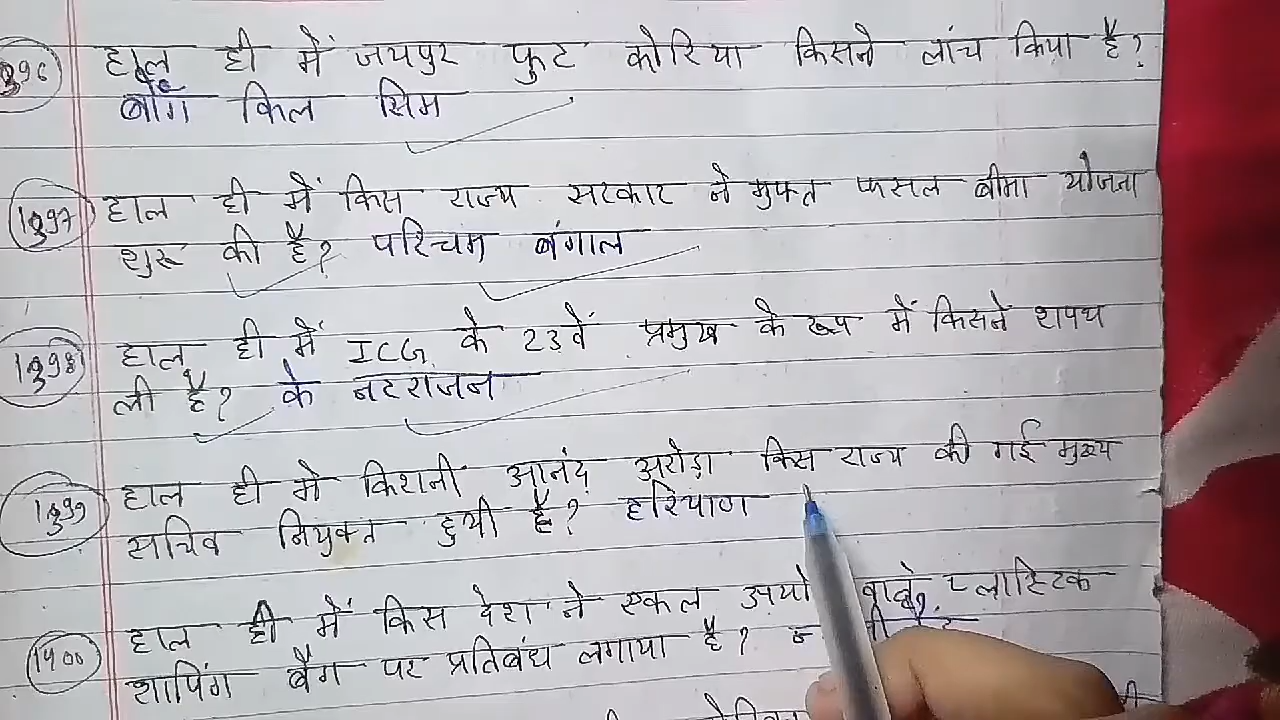 1396 हाल ही में जयपुर फुट कोरिया किसने लांच किया है?
बोंग किल सिम
1397 हाल ही में किस राज्य सरकार ने मुफ्त फसल बीमा योजना
शुरू की है? पश्चिम बंगाल
1398 हाल ही में ICG के 23वें प्रमुख के रूप में किसने शपथ
ली है? के नटराजन
1399 हाल ही मे किशनी आनंद अरोड़ा किस राज्य की गई मुख्य
सचिव नियुक्त हुयी है? हरियाण
1400 हाल ही में किस देश ने एकल वाले प्लास्टिक
शापिंग बैग पर प्रतिबंध लगाया है?